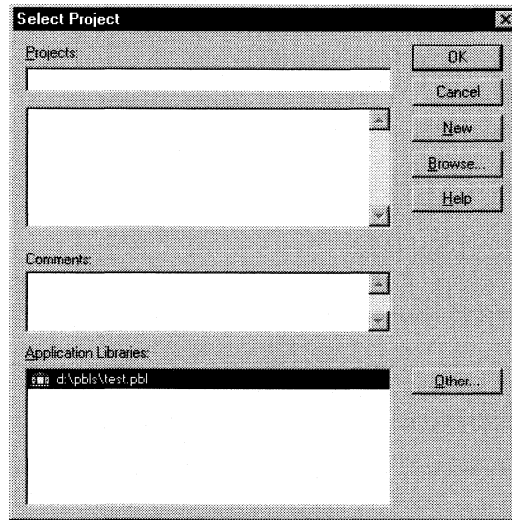 Select Project
Projects:
OK
Cancel
New
Browse...
Help
Comments:
Application Libraries:
d:\pbls\test.pbl
Other...